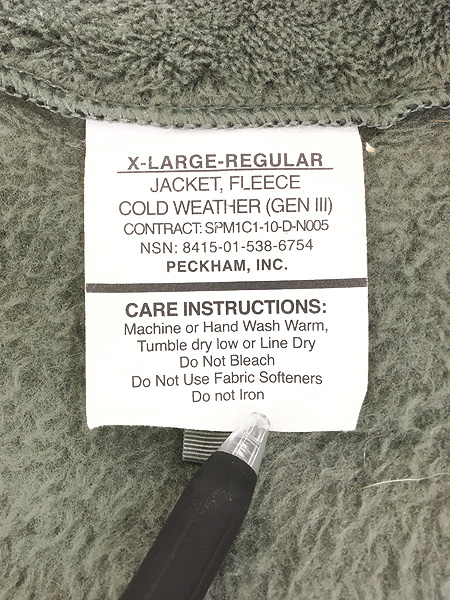 X-LARGE-REGULAR
JACKET, FLEECE
COLD WEATHER (GEN III)
CONTRACT: SPM1C1-10-D-N005
NSN: 8415-01-538-6754
PECKHAM, INC.
CARE INSTRUCTIONS:
Machine or Hand Wash Warm,
Tumble dry low or Line Dry
Do Not Bleach
Do Not Use Fabric Softeners
Do not Iron